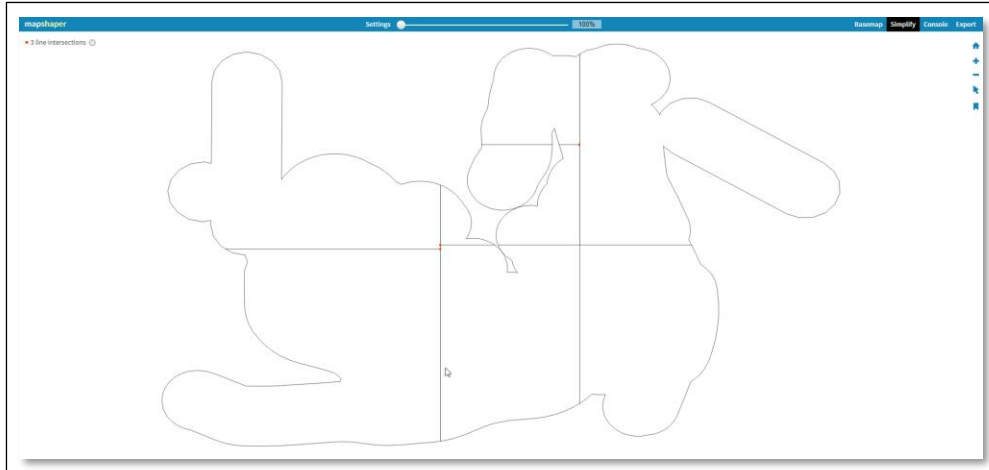 mapshaper Settings 100% Basemap Simplify Console Export
3 line intersections